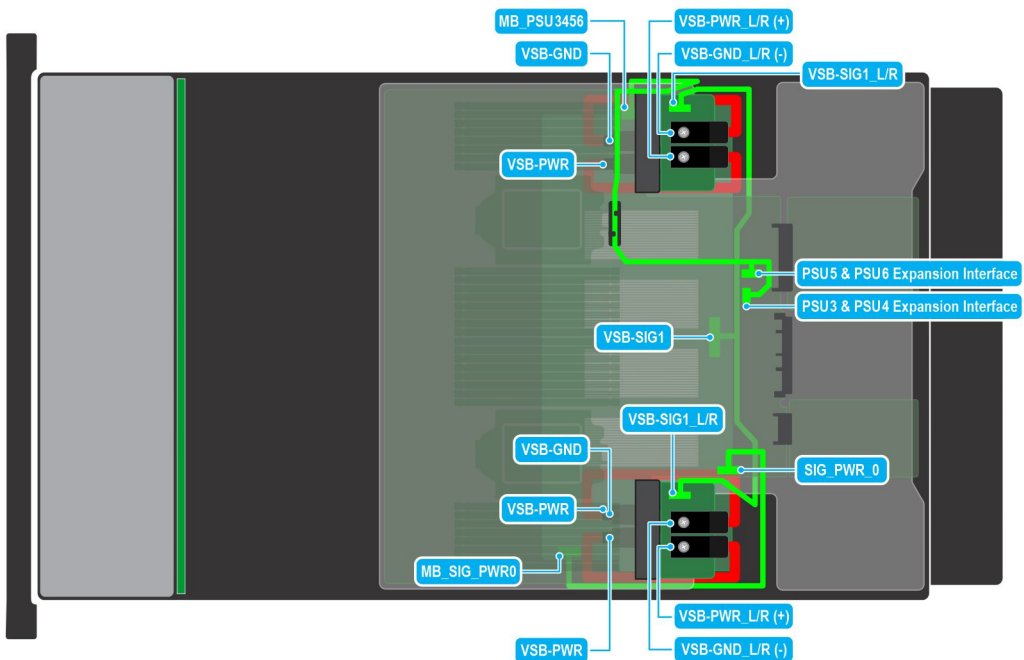 MB_PSU3456
VSB-PWR_L/R (+)
VSB-GND
VSB-GND_L/R (-)
VSB-SIG1_L/R
VSB-PWR
PSU5 & PSU6 Expansion Interface
PSU3 & PSU4 Expansion Interface
VSB-SIG1
VSB-SIG1_L/R
VSB-GND
SIG_PWR_0
VSB-PWR
MB_SIG_PWR0
VSB-PWR_L/R (+)
VSB-PWR
VSB-GND_L/R (-)